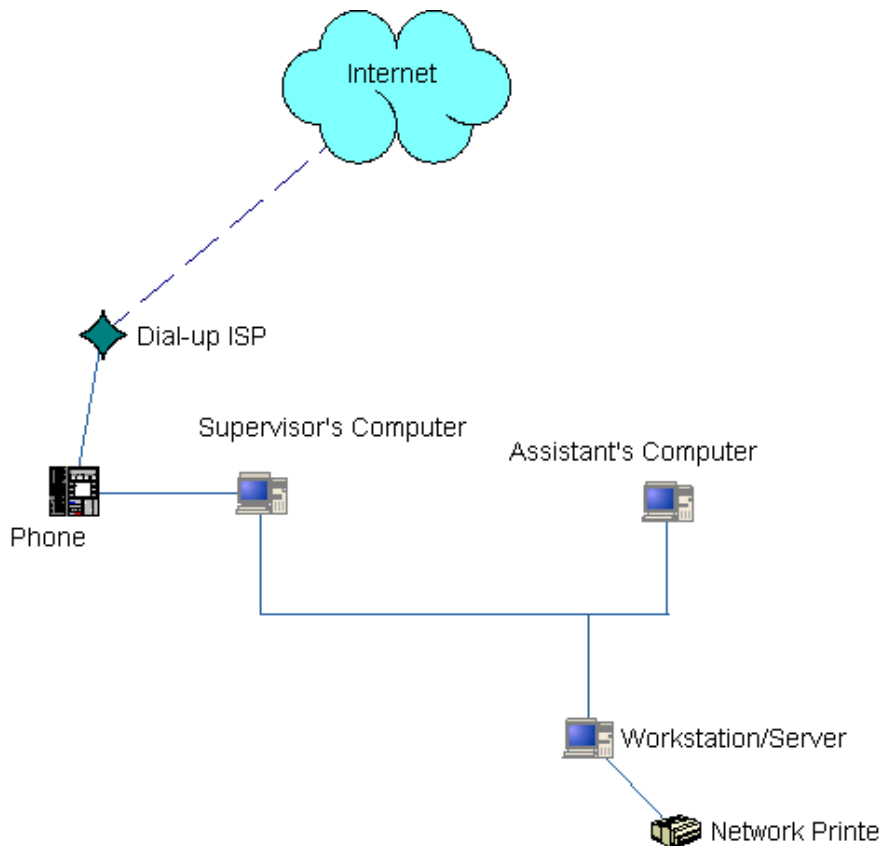 Internet
Dial-up ISP
Supervisor's Computer
Assistant's Computer
Phone
Workstation/Server
Network Printe